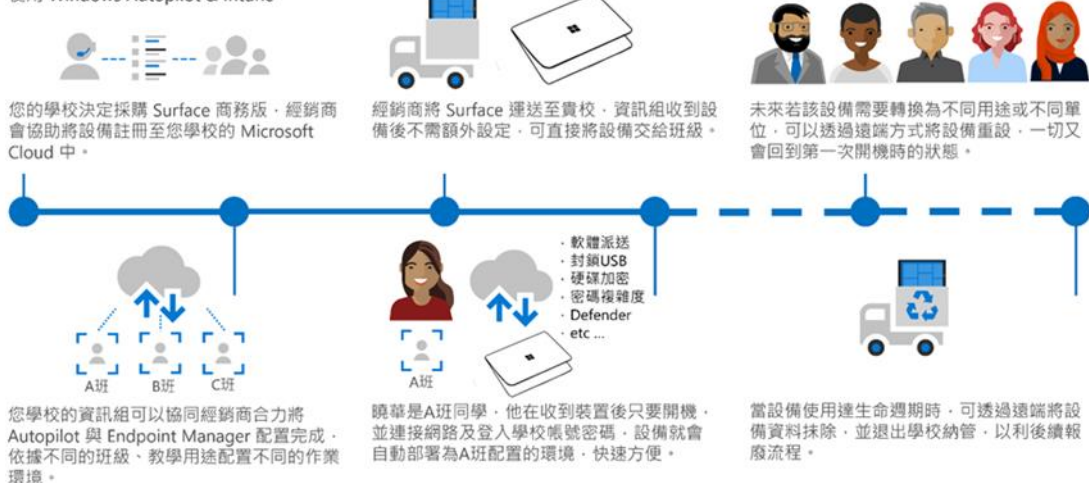 使用 Windows Autopilot & Intune
您的學校決定採購 Surface 商務版，經銷商
會協助將設備註冊至您學校的 Microsoft
Cloud 中。
經銷商將 Surface 運送至貴校，資訊組收到設
備後不需額外設定，可直接將設備交給班級。
未來若該設備需要轉換為不同用途或不同單
位，可以透過遠端方式將設備重設，一切又
會回到第一次開機時的狀態。
A班
B班
C班
您學校的資訊組可以協同經銷商合力將
Autopilot 與 Endpoint Manager 配置完成，
依據不同的班級、教學用途配置不同的作業
環境。
A班
· 軟體派送
· 封鎖USB
· 硬碟加密
· 密碼複雜度
· Defender
· etc ...
曉華是A班同學，他在收到裝置後只要開機，
並連接網路及登入學校帳號密碼，設備就會
自動部署為A班配置的環境，快速方便。
當設備使用達生命週期時，可透過遠端將設
備資料抹除，並退出學校納管，以利後續報
廢流程。